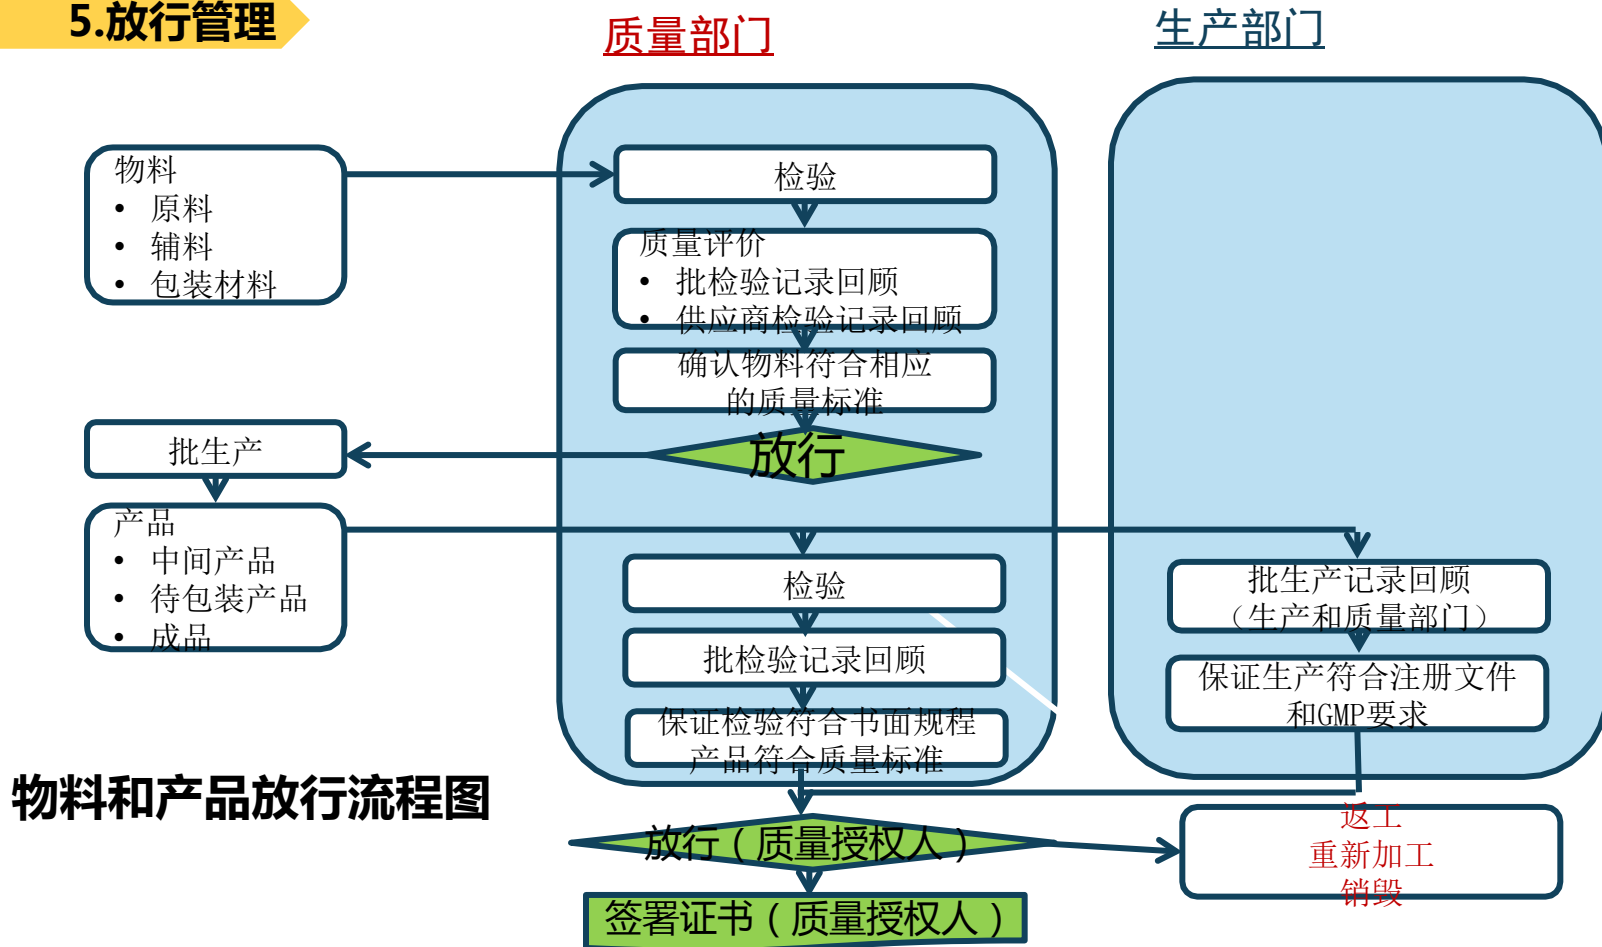 5.放行管理
质量部门
生产部门
物料
• 原料
• 辅料
• 包装材料
检验
质量评价
• 批检验记录回顾
• 供应商检验记录回顾
确认物料符合相应
的质量标准
放行
批生产
产品
• 中间产品
• 待包装产品
• 成品
检验
批检验记录回顾
保证检验符合书面规程
产品符合质量标准
批生产记录回顾
（生产和质量部门）
保证生产符合注册文件
和GMP要求
物料和产品放行流程图
放行（质量授权人）
返工
重新加工
销毁
签署证书（质量授权人）